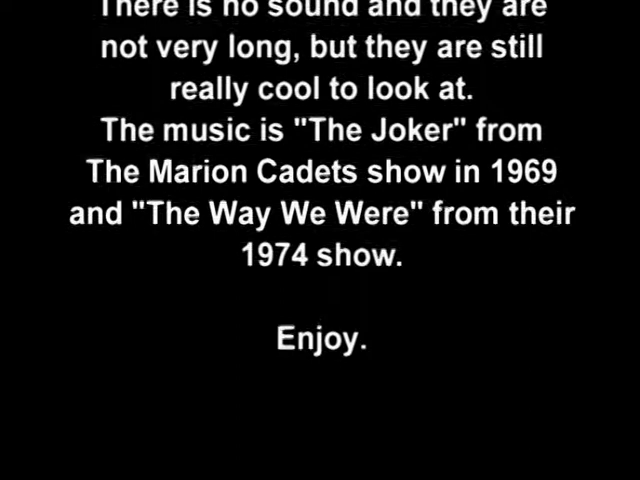 There is no sound and they are
not very long, but they are still
really cool to look at.
The music is "The Joker" from
The Marion Cadets show in 1969
and "The Way We Were" from their
1974 show.
Enjoy.